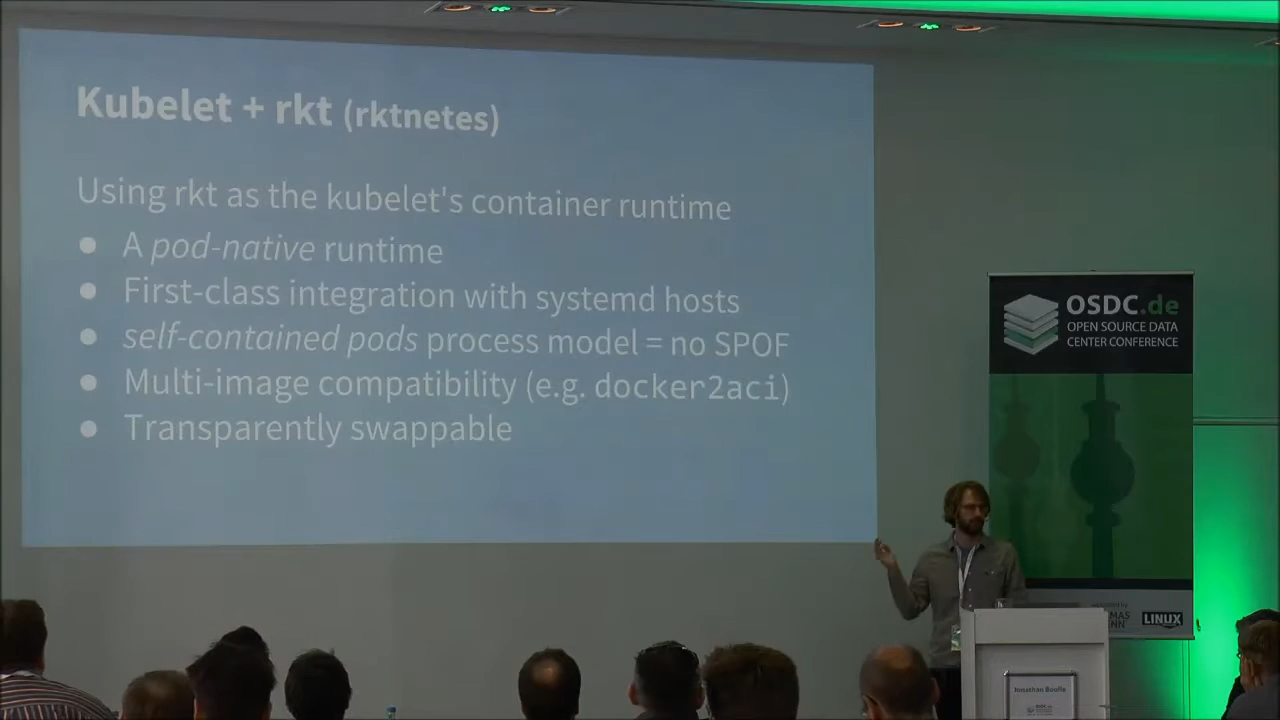 Kubelet + rkt (rktnetes)
Using rkt as the kubelet's container runtime
● A pod-native runtime
● First-class integration with systemd hosts
● self-contained pods process model = no SPOF
● Multi-image compatibility (e.g. docker2aci)
● Transparently swappable
OSDC.de
OPEN SOURCE DATA
CENTER CONFERENCE
LINUX
Jonathan Boulle